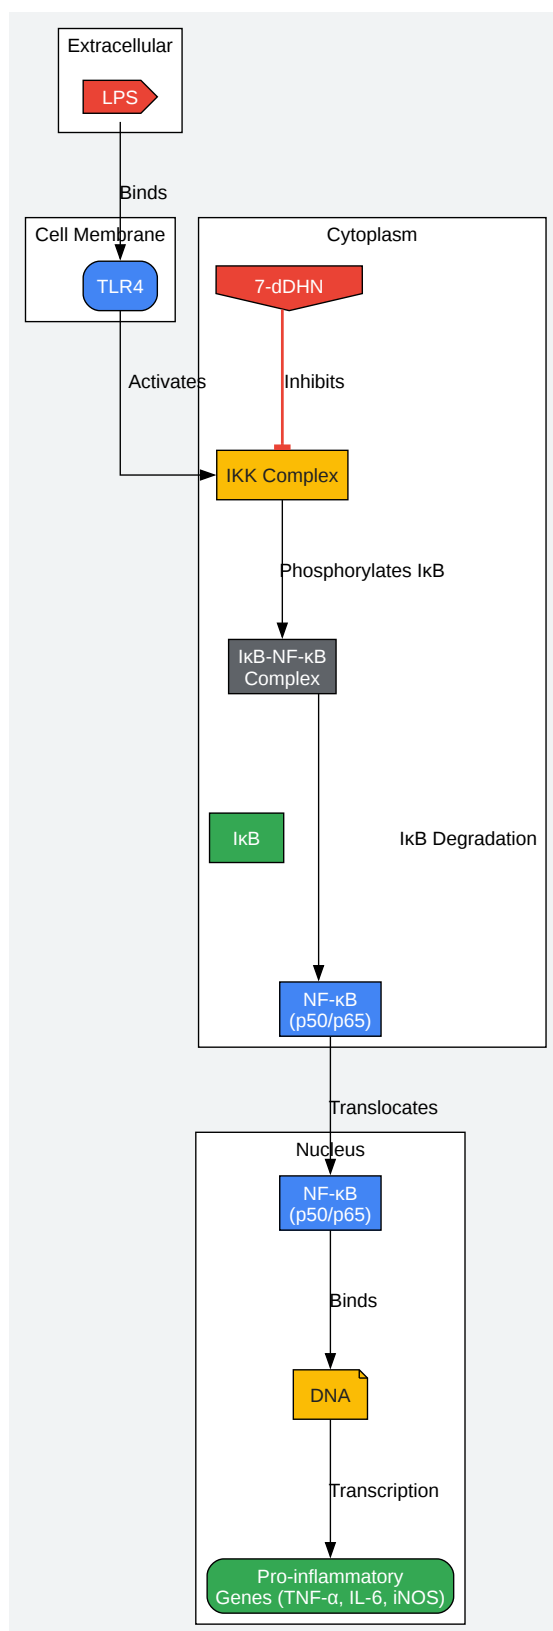 Extracellular
LPS
Binds
Cell Membrane
TLR4
Activates
Cytoplasm
7-dDHN
Inhibits
IKK Complex
Phosphorylates IκB
IκB-NF-κB
Complex
IκB
IκB Degradation
NF-κB
(p50/p65)
Translocates
Nucleus
NF-κB
(p50/p65)
Binds
DNA
Transcription
Pro-inflammatory
Genes (TNF-α, IL-6, iNOS)